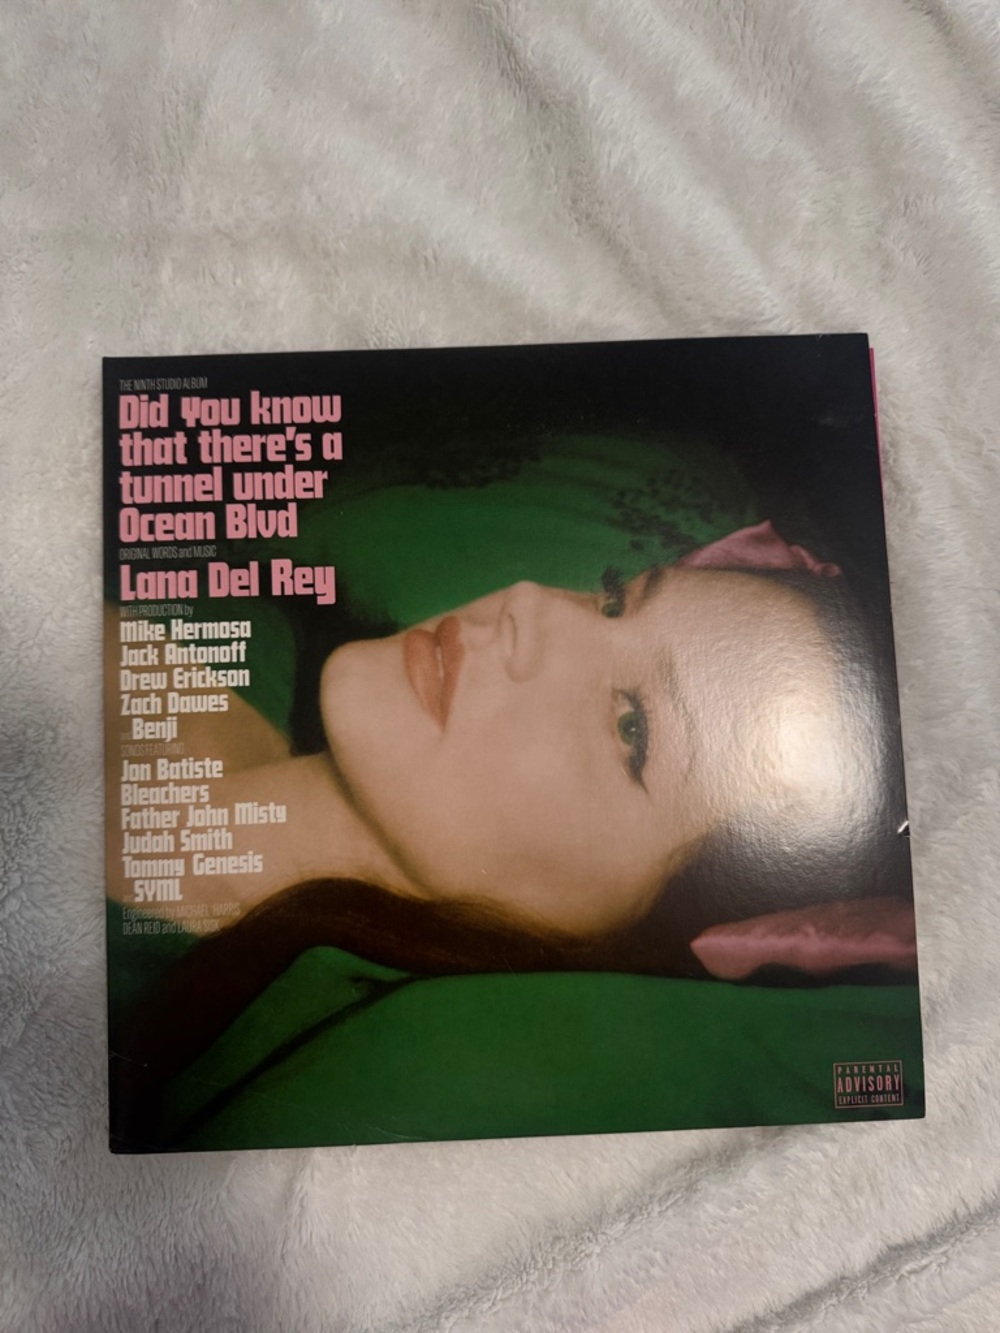 THE NINTH STUDIO ALBUM
Did you know
that there's a
tunnel under
Ocean Blvd
ORIGINAL WORDS and MUSIC
Lana Del Rey
WITH PRODUCTION by
Mike Hermosa
Jack Antonoff
Drew Erickson
Zach Dawes
and Benji
SONGS FEATURING
Jon Batiste
Bleachers
Father John Misty
Judah Smith
Tommy Genesis
SYML
Engineered by MICHAEL HARRIS
DEAN REID and LAURA SISK
PARENTAL
ADVISORY
EXPLICIT CONTENT